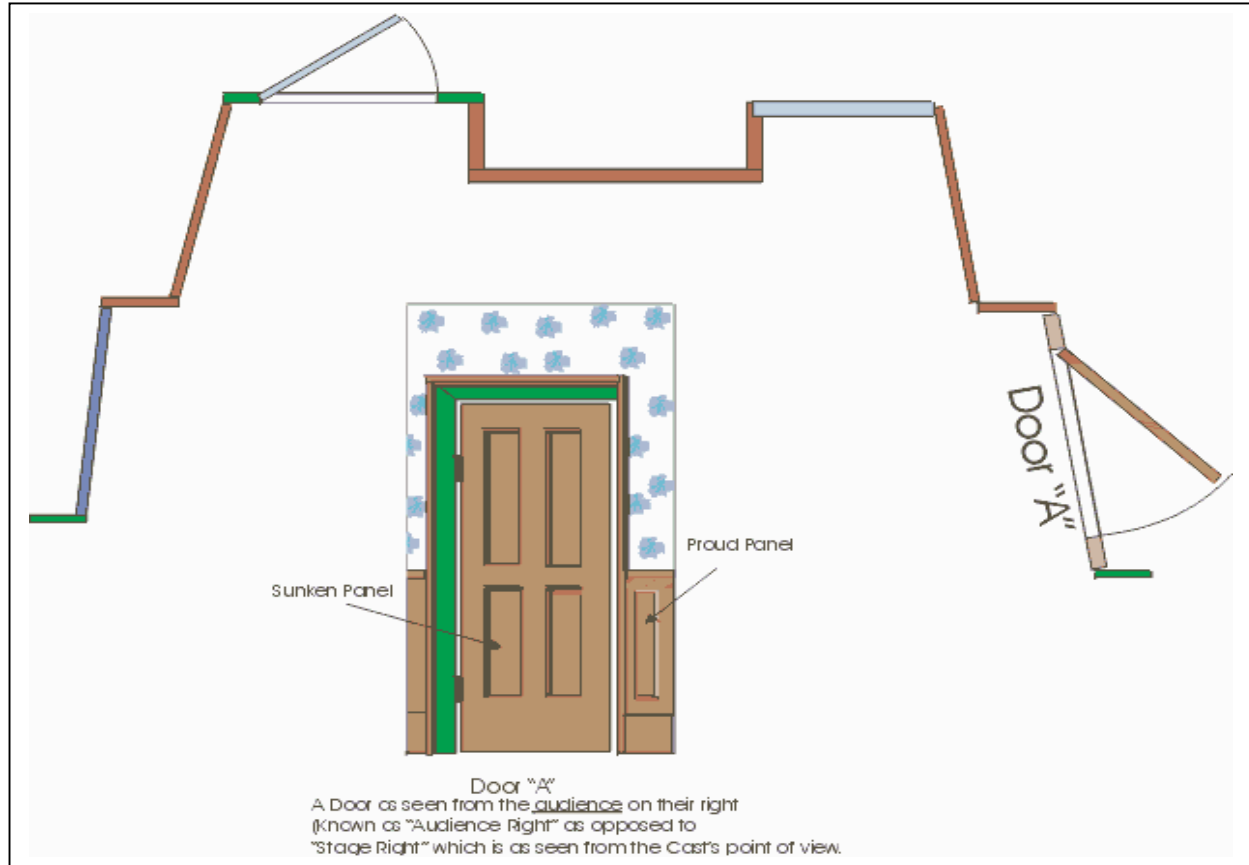 Door "A"
Proud Panel
Sunken Panel
Door "A"
A Door as seen from the audience on their right
(Known as "Audience Right" as opposed to
"Stage Right" which is as seen from the Cast's point of view.